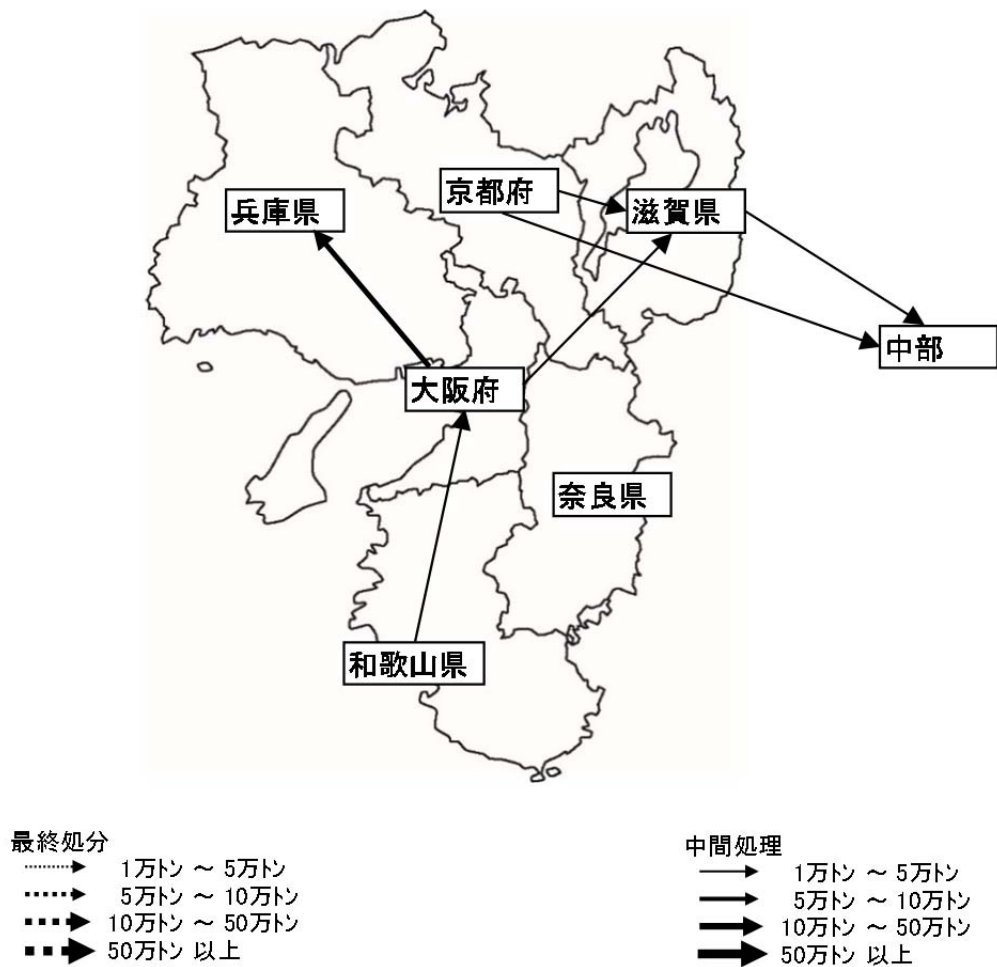 京都府
兵庫県
滋賀県
中部
大阪府
奈良県
和歌山県
最終処分
1万トン ～ 5万トン
5万トン ～ 10万トン
10万トン ～ 50万トン
50万トン 以上
中間処理
1万トン ～ 5万トン
5万トン ～ 10万トン
10万トン ～ 50万トン
50万トン 以上